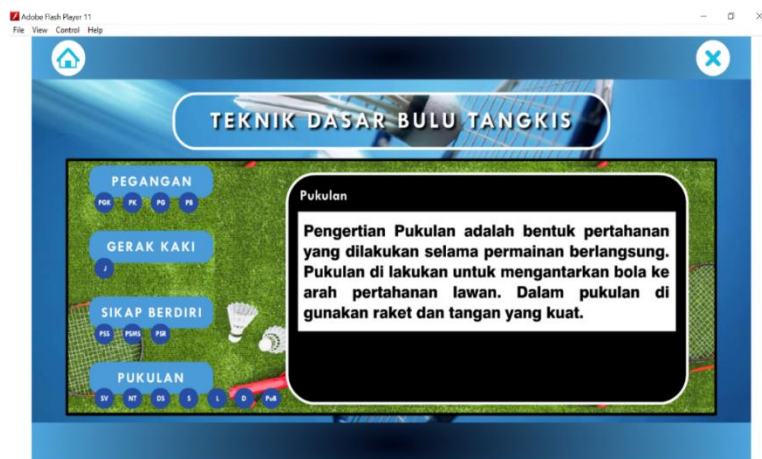 Adobe Flash Player 11
File View Control Help
TEKNIK DASAR BULU TANGKIS
PEGANGAN
PGK PK PG PB
GERAK KAKI
J
SIKAP BERDIRI
PSS PSMS PSR
PUKULAN
SV NT DS S L D PuB
Pukulan
Pengertian Pukulan adalah bentuk pertahanan
yang dilakukan selama permainan berlangsung.
Pukulan di lakukan untuk mengantarkan bola ke
arah pertahanan lawan. Dalam pukulan di
gunakan raket dan tangan yang kuat.